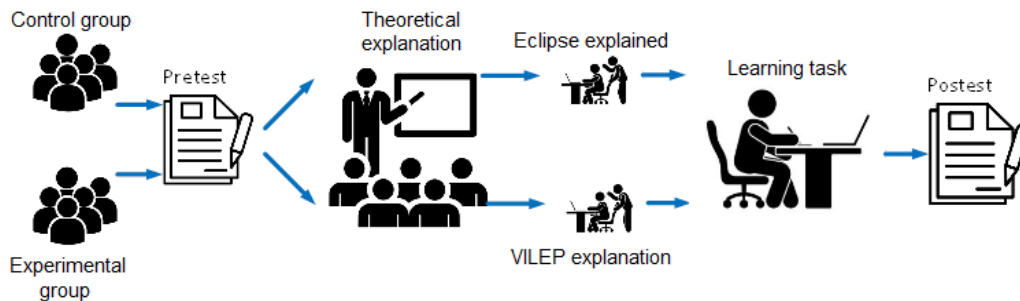 Control group
Pretest
Theoretical
explanation
Eclipse explained
Learning task
Postest
Experimental
group
VILEP explanation